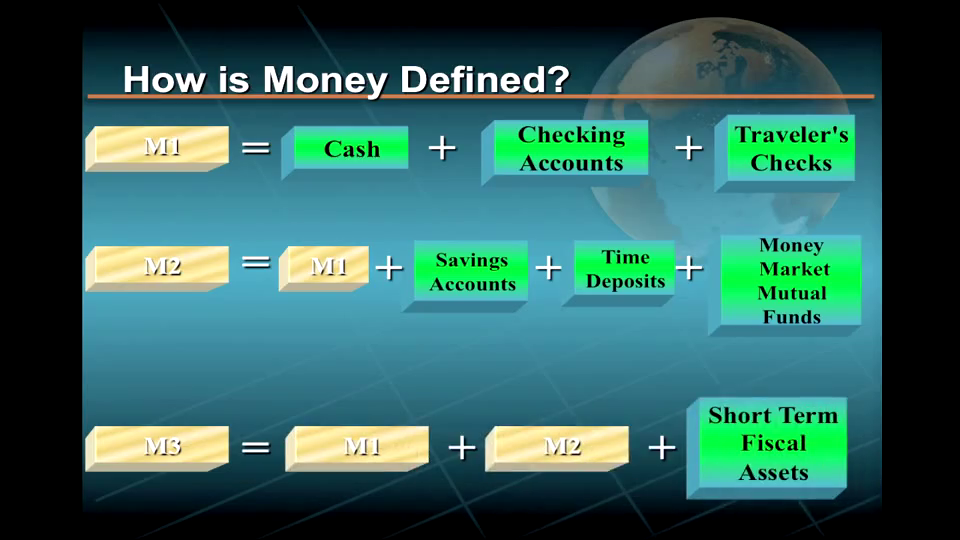 How is Money Defined?
M1 = Cash + Checking Accounts + Traveler's Checks
M2 = M1 + Savings Accounts + Time Deposits + Money Market Mutual Funds
M3 = M1 + M2 + Short Term Fiscal Assets